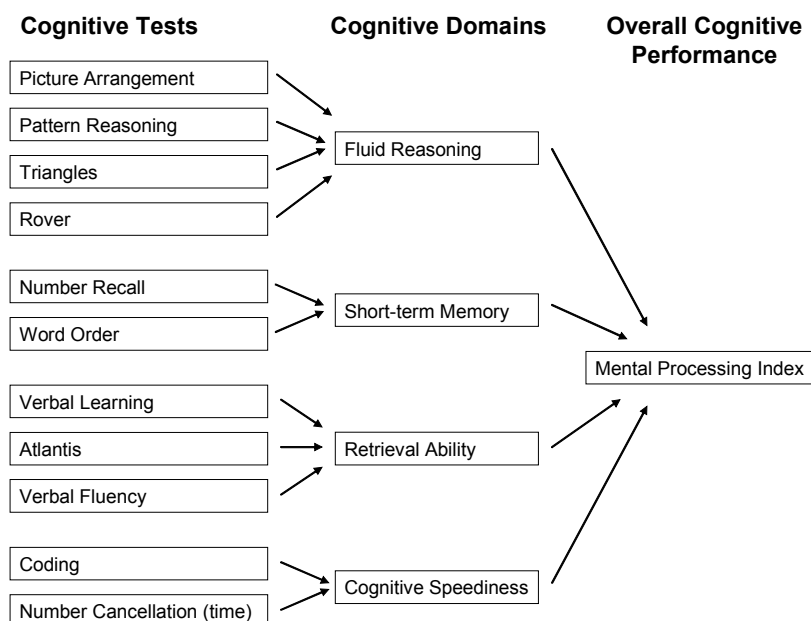 Cognitive Tests
Cognitive Domains
Overall Cognitive
Performance
Picture Arrangement
Pattern Reasoning
Triangles
Rover
Fluid Reasoning
Number Recall
Word Order
Short-term Memory
Mental Processing Index
Verbal Learning
Atlantis
Verbal Fluency
Retrieval Ability
Coding
Number Cancellation (time)
Cognitive Speediness